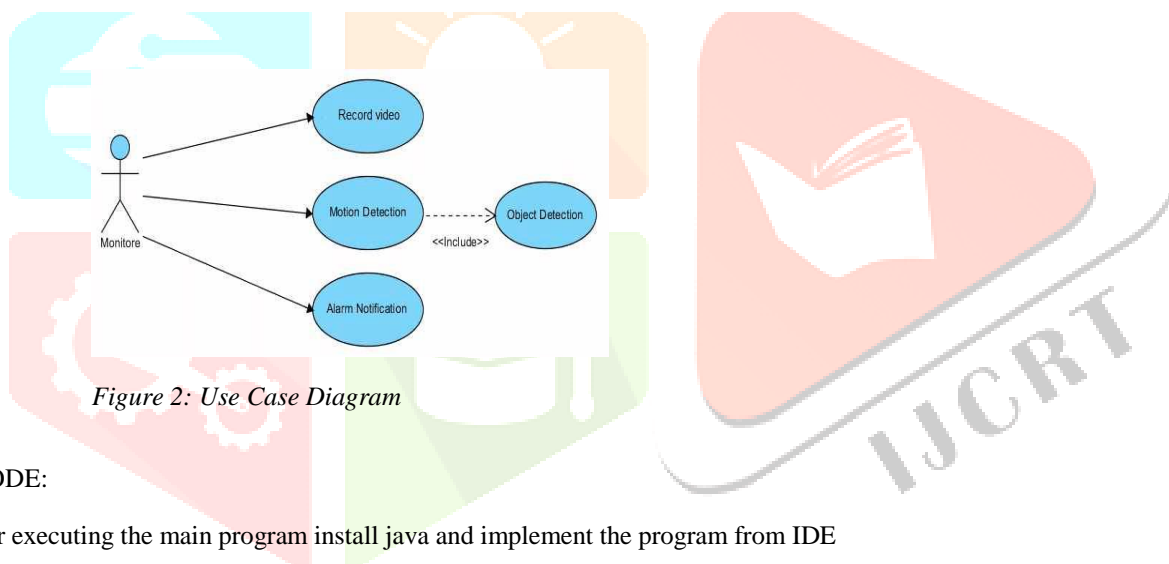 Record video
Motion Detection
Object Detection
<<Include>>
Monitore
Alarm Notification
Figure 2: Use Case Diagram
ODE:
r executing the main program install java and implement the program from IDE
IJCRT